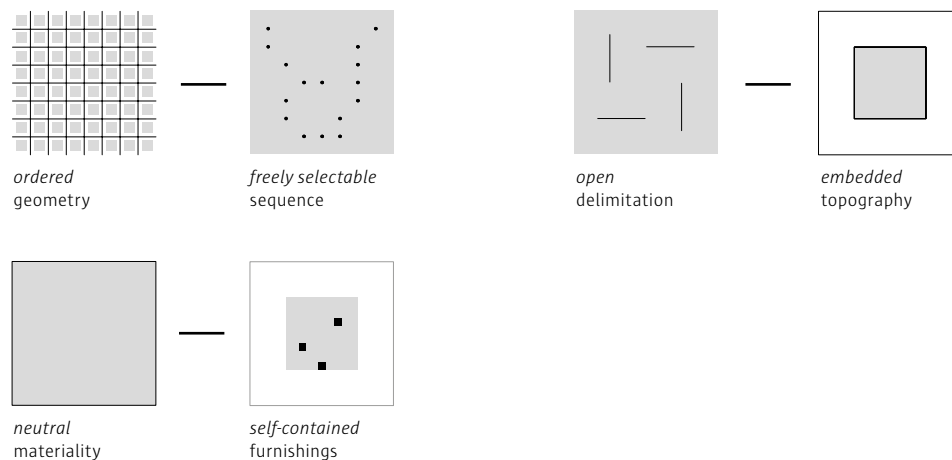 ordered
geometry
freely selectable
sequence
open
delimitation
embedded
topography
neutral
materiality
self-contained
furnishings